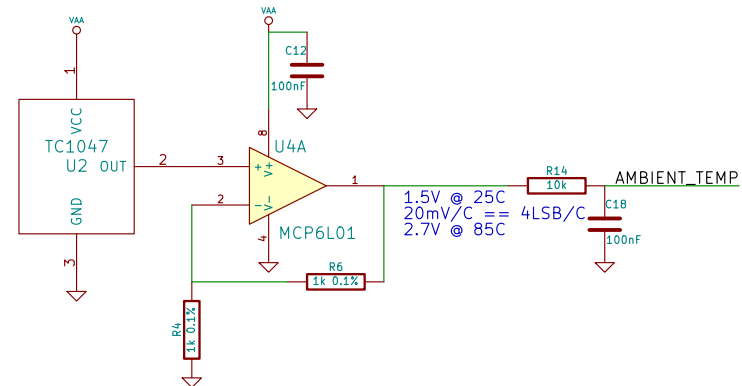 VAA
VAA
C12
100nF
1
VCC
TC1047
U2 OUT
2
GND
3
8
3
+
V+
U4A
1
2
−
V-
4
MCP6L01
1.5V @ 25C
20mV/C == 4LSB/C
2.7V @ 85C
R14
10k
AMBIENT_TEMP
C18
100nF
R6
1k 0.1%
R4
1k 0.1%